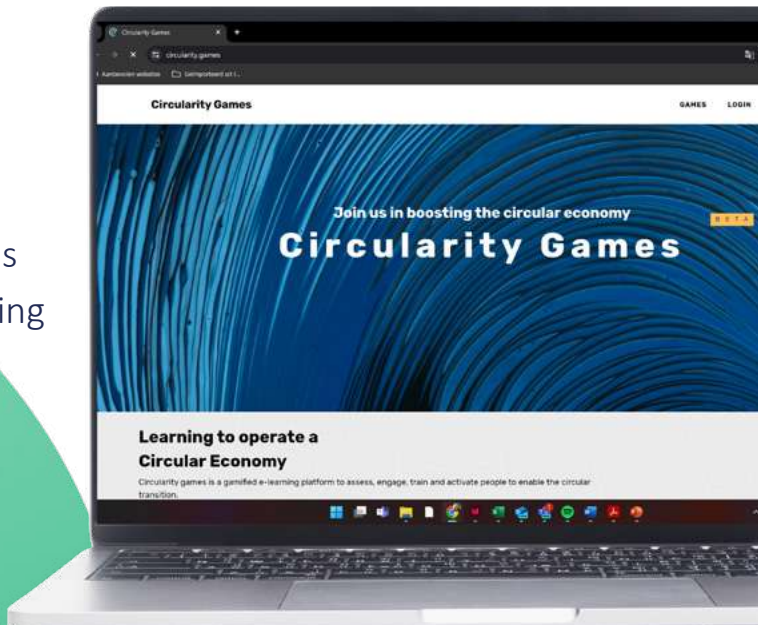 Circularity Games
circularity.games
Geïmporteerd uit I...
Circularity Games
GAMES LOGIN
Join us in boosting the circular economy
BETA
Circularity Games
s
ing
Learning to operate a
Circular Economy
Circularity games is a gamified e-learning platform to assess, engage, train and activate people to enable the circular
transition.